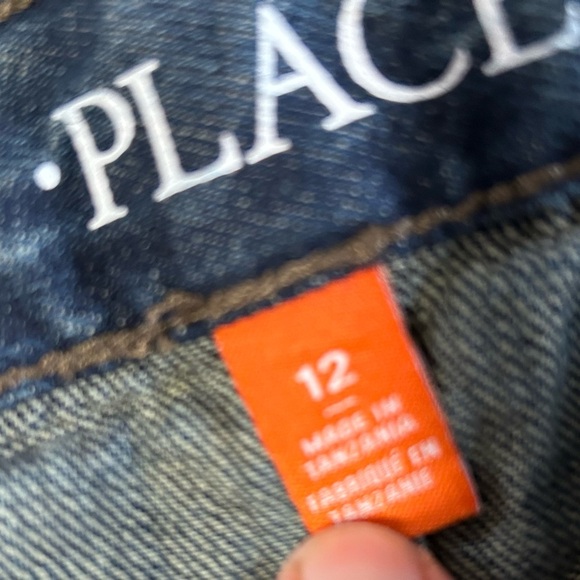 ·PLACE
12
MADE IN
TANZANIA
FABRIQUÉ EN
TANZANIE